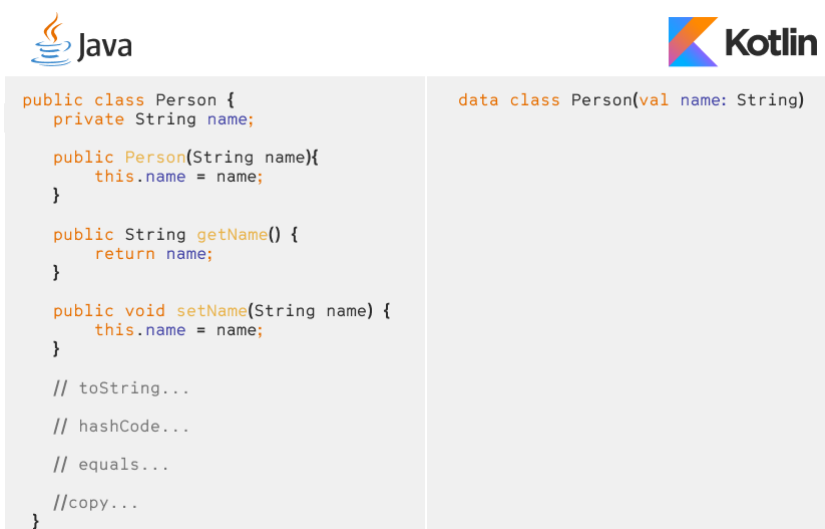 Java
Kotlin
public class Person {
private String name;
public Person(String name){
this.name = name;
}
public String getName() {
return name;
}
public void setName(String name) {
this.name = name;
}
// toString...
// hashCode...
// equals...
//copy...
}
data class Person(val name: String)